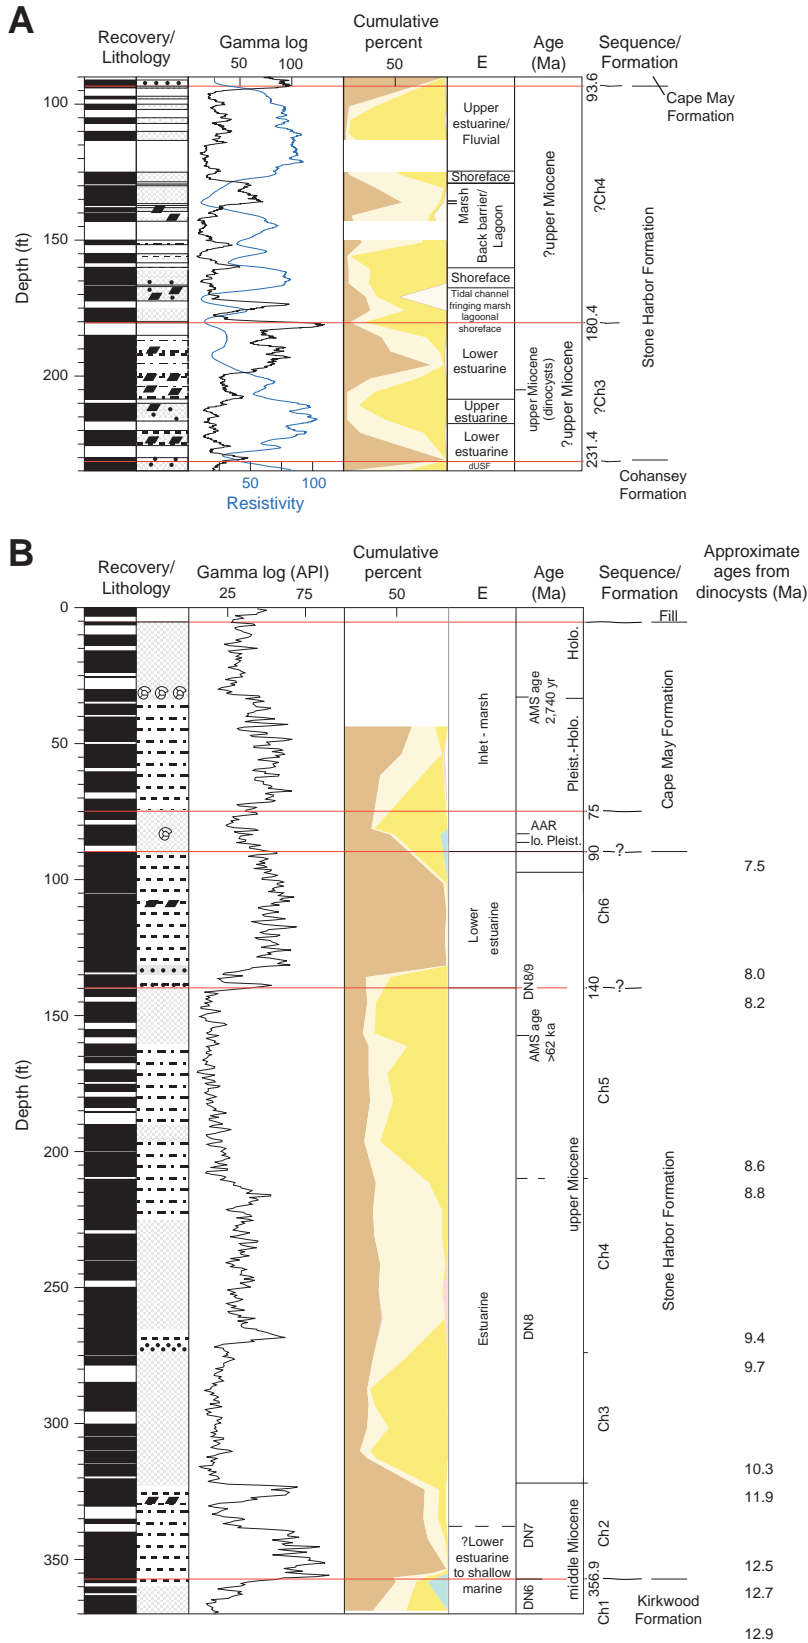 A
Recovery/
Lithology
Gamma log
50
100
Cumulative
percent
50
E
Age
(Ma)
Sequence/
Formation
93.6
Cape May
Formation
Depth (ft)
100
150
200
Upper
estuarine/
Fluvial
Shoreface
Marsh
Back barrier/
Lagoon
Shoreface
Tidal channel
fringing marsh
lagoonal
shoreface
Lower
estuarine
Upper
estuarine
Lower
estuarine
dUSF
?upper Miocene
upper Miocene
(dinocysts)
?upper Miocene
?Ch4
180.4
?Ch3
231.4
Stone Harbor Formation
Cohansey
Formation
50
100
Resistivity
B
Recovery/
Lithology
Gamma log (API)
25
75
Cumulative
percent
50
E
Age
(Ma)
Sequence/
Formation
Approximate
ages from
dinocysts (Ma)
Depth (ft)
0
50
100
150
200
250
300
350
Inlet - marsh
Lower
estuarine
Estuarine
?Lower
estuarine
to shallow
marine
Holo.
AMS age
2,740 yr
Pleist.-Holo.
AAR
lo. Pleist.
DN8/9
AMS age
>62 ka
upper Miocene
DN8
DN7
middle Miocene
DN6
Fill
75
90
?
Ch6
140
?
Ch5
Ch4
Ch3
Ch2
356.9
Ch1
Cape May Formation
Stone Harbor Formation
Kirkwood
Formation
7.5
8.0
8.2
8.6
8.8
9.4
9.7
10.3
11.9
12.5
12.7
12.9